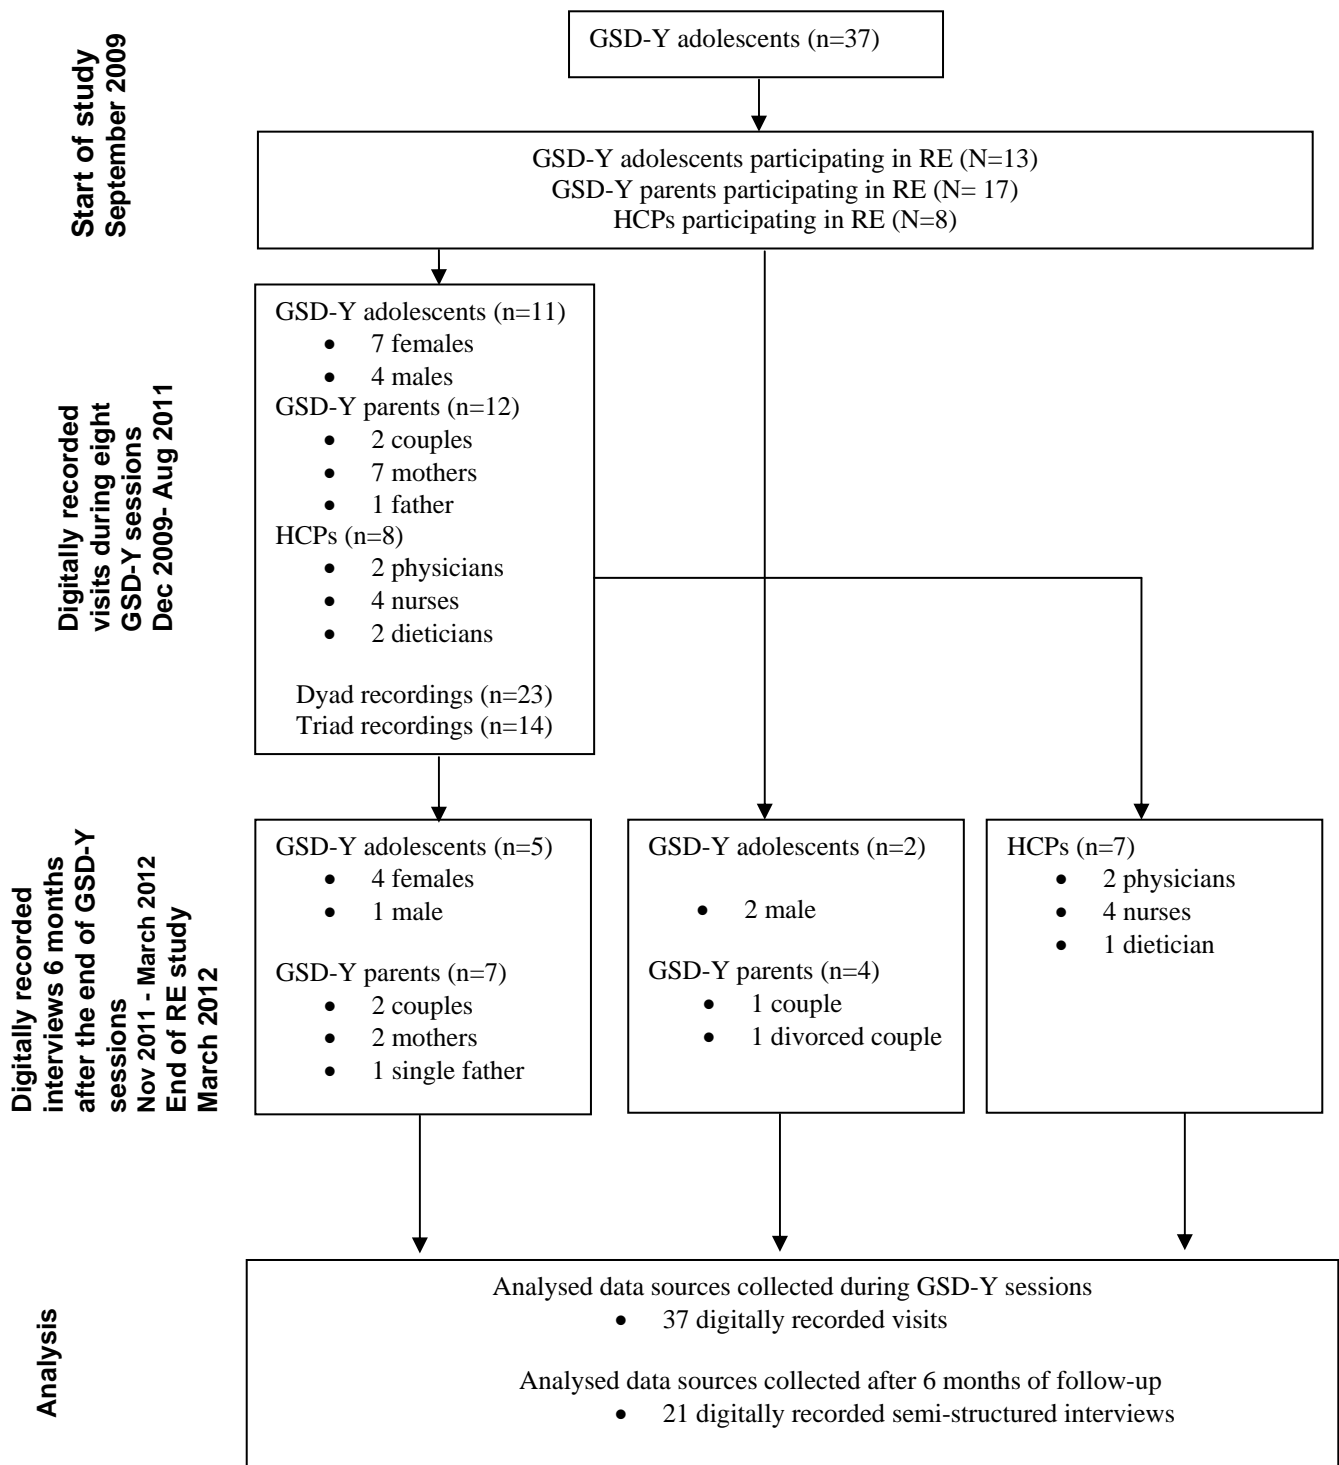 GSD-Y adolescents (n=37)
Start of study
September 2009
GSD-Y adolescents participating in RE (N=13)
GSD-Y parents participating in RE (N= 17)
HCPs participating in RE (N=8)
Digitally recorded
visits during eight
GSD-Y sessions
Dec 2009- Aug 2011
GSD-Y adolescents (n=11)
• 7 females
• 4 males
GSD-Y parents (n=12)
• 2 couples
• 7 mothers
• 1 father
HCPs (n=8)
• 2 physicians
• 4 nurses
• 2 dieticians
Dyad recordings (n=23)
Triad recordings (n=14)
Digitally recorded
interviews 6 months
after the end of GSD-Y
sessions
Nov 2011 - March 2012
End of RE study
March 2012
GSD-Y adolescents (n=5)
• 4 females
• 1 male
GSD-Y parents (n=7)
• 2 couples
• 2 mothers
• 1 single father
GSD-Y adolescents (n=2)
• 2 male
GSD-Y parents (n=4)
• 1 couple
• 1 divorced couple
HCPs (n=7)
• 2 physicians
• 4 nurses
• 1 dietician
Analysis
Analysed data sources collected during GSD-Y sessions
• 37 digitally recorded visits
Analysed data sources collected after 6 months of follow-up
• 21 digitally recorded semi-structured interviews